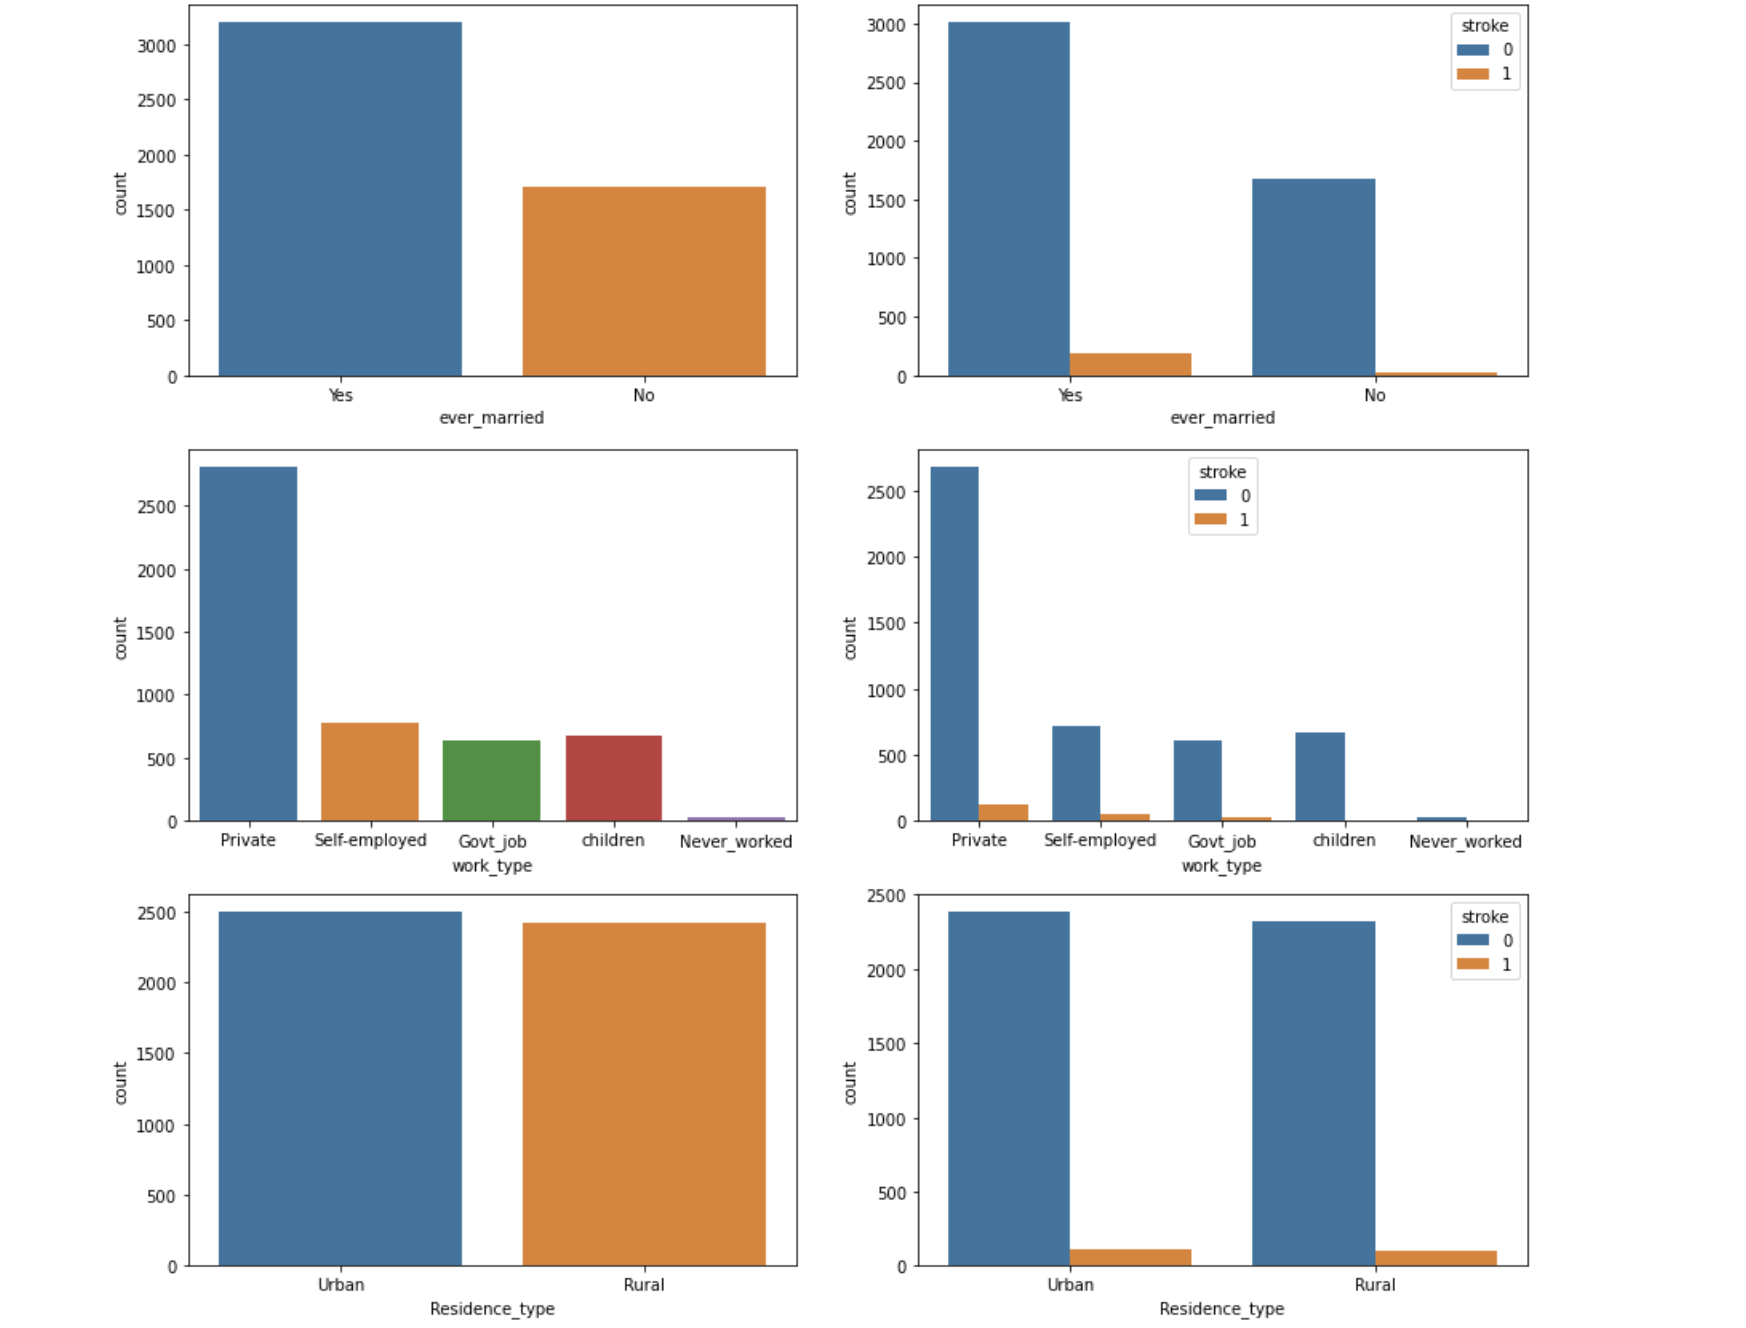 3000
2500
2000
1500
1000
500
0
count
Yes
No
ever_married
3000
2500
2000
1500
1000
500
0
count
stroke
0
1
Yes
No
ever_married
2500
2000
1500
1000
500
0
count
Private
Self-employed
Govt_job
children
Never_worked
work_type
2500
2000
1500
1000
500
0
count
stroke
0
1
Private
Self-employed
Govt_job
children
Never_worked
work_type
2500
2000
1500
1000
500
0
count
Urban
Rural
Residence_type
2500
2000
1500
1000
500
0
count
stroke
0
1
Urban
Rural
Residence_type